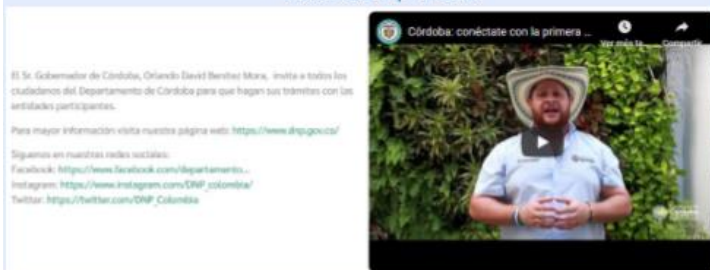 El Sr. Gobernador de Córdoba, Orlando David Benítez Mora, invita a todos los
ciudadanos del Departamento de Córdoba para que hagan sus trámites con las
entidades participantes.
Para mayor información visita nuestra página web: https://www.dnp.gov.co/
Síguenos en nuestras redes sociales:
Facebook: https://www.facebook.com/departamento...
Instagram: https://www.instagram.com/DNP_colombia/
Twitter: https://twitter.com/DNP_Colombia
Córdoba: conéctate con la primera ...
Ver más ta...
Compartir